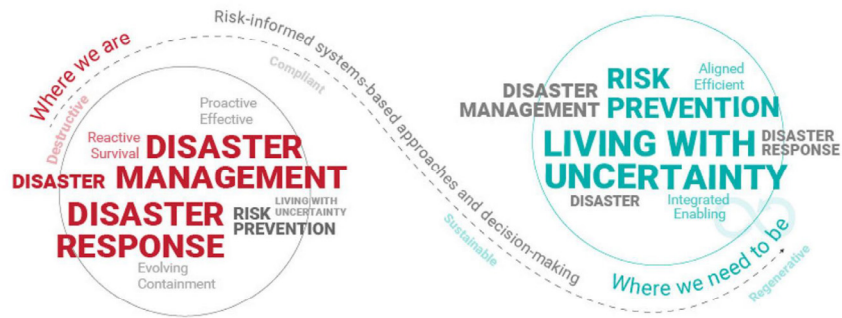 Where we are
Destructive
Risk-informed systems-based approaches and decision-making
Compliant
Sustainable
Proactive
Effective
Reactive
Survival
DISASTER
MANAGEMENT
DISASTER
DISASTER
RESPONSE
RISK
PREVENTION
LIVING WITH
UNCERTAINTY
Evolving
Containment
Aligned
Efficient
DISASTER
MANAGEMENT
RISK
PREVENTION
LIVING WITH
UNCERTAINTY
DISASTER
RESPONSE
DISASTER
Integrated
Enabling
Where we need to be
Regenerative